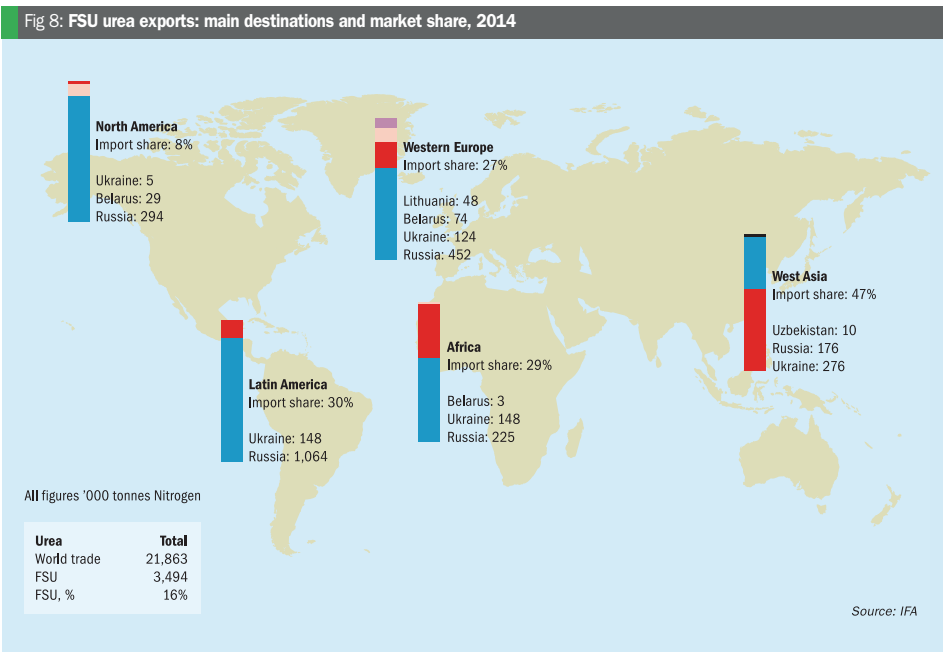 Fig 8: FSU urea exports: main destinations and market share, 2014
North America
Import share: 8%
Ukraine: 5
Belarus: 29
Russia: 294
Western Europe
Import share: 27%
Lithuania: 48
Belarus: 74
Ukraine: 124
Russia: 452
West Asia
Import share: 47%
Uzbekistan: 10
Russia: 176
Ukraine: 276
Latin America
Import share: 30%
Ukraine: 148
Russia: 1,064
Africa
Import share: 29%
Belarus: 3
Ukraine: 148
Russia: 225
All figures ’000 tonnes Nitrogen
Urea Total
World trade 21,863
FSU 3,494
FSU, % 16%
Source: IFA